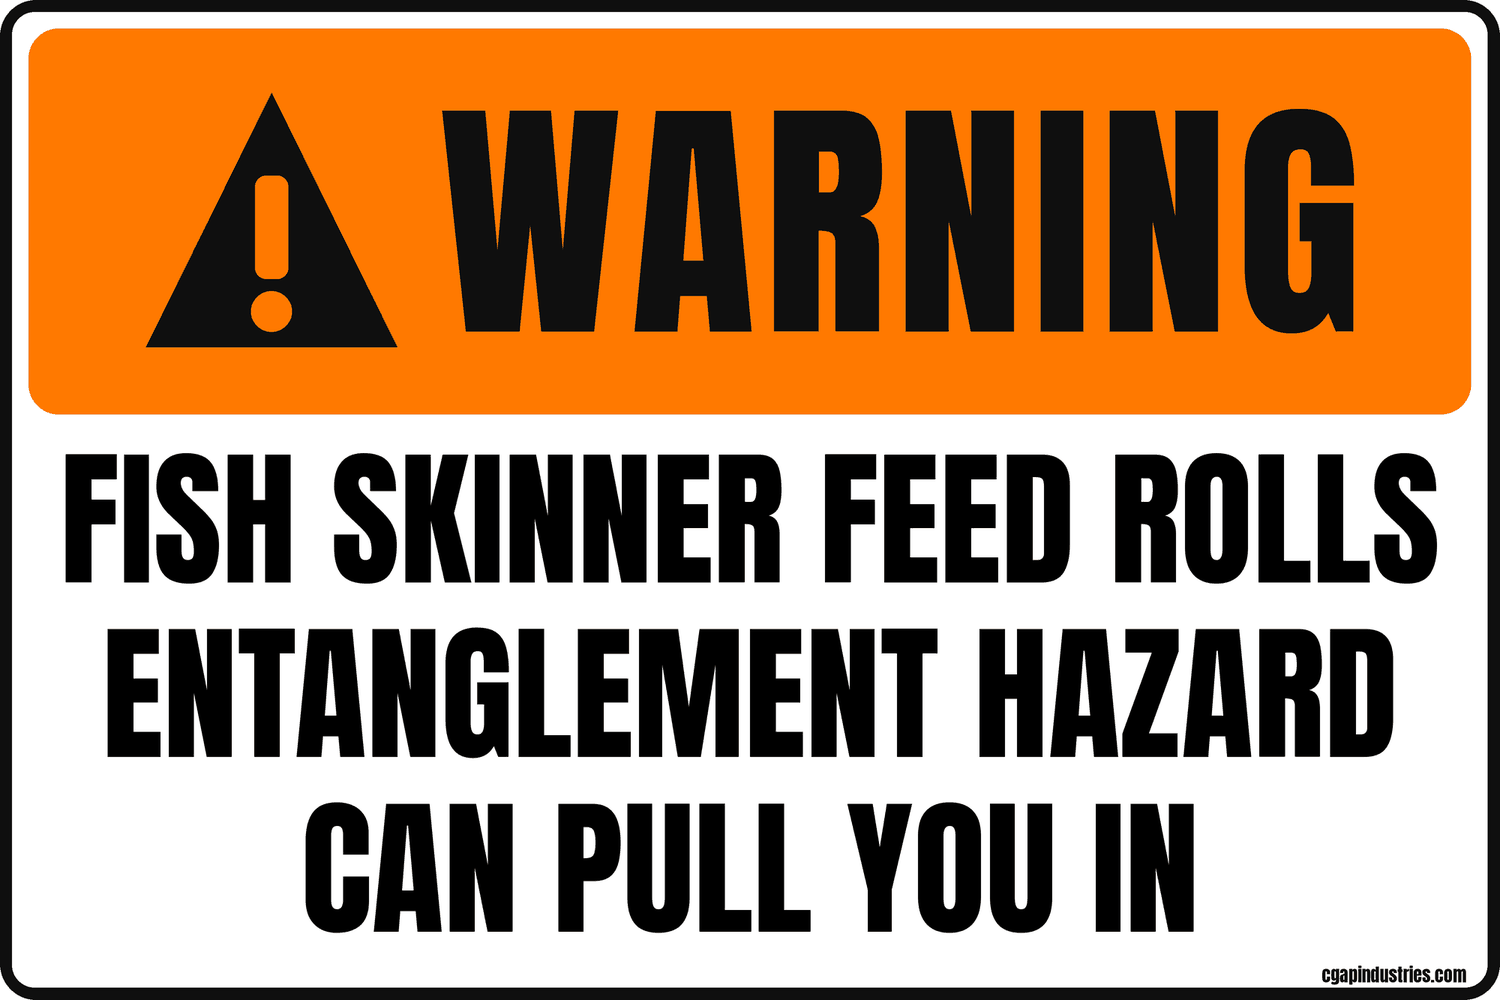 WARNING
FISH SKINNER FEED ROLLS
ENTANGLEMENT HAZARD
CAN PULL YOU IN
cgapindustries.com